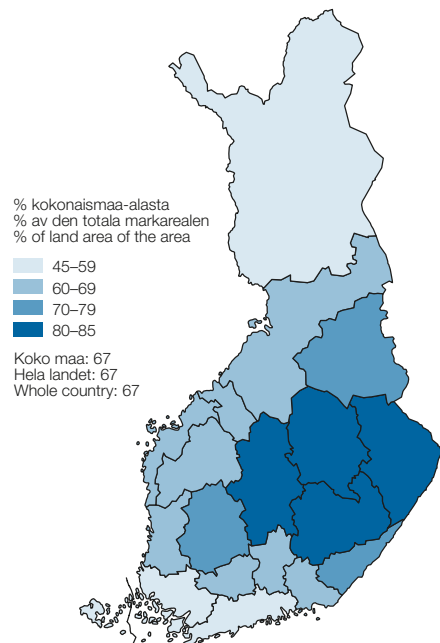 % kokonaismaa-alasta
% av den totala markarealen
% of land area of the area
45–59
60–69
70–79
80–85
Koko maa: 67
Hela landet: 67
Whole country: 67